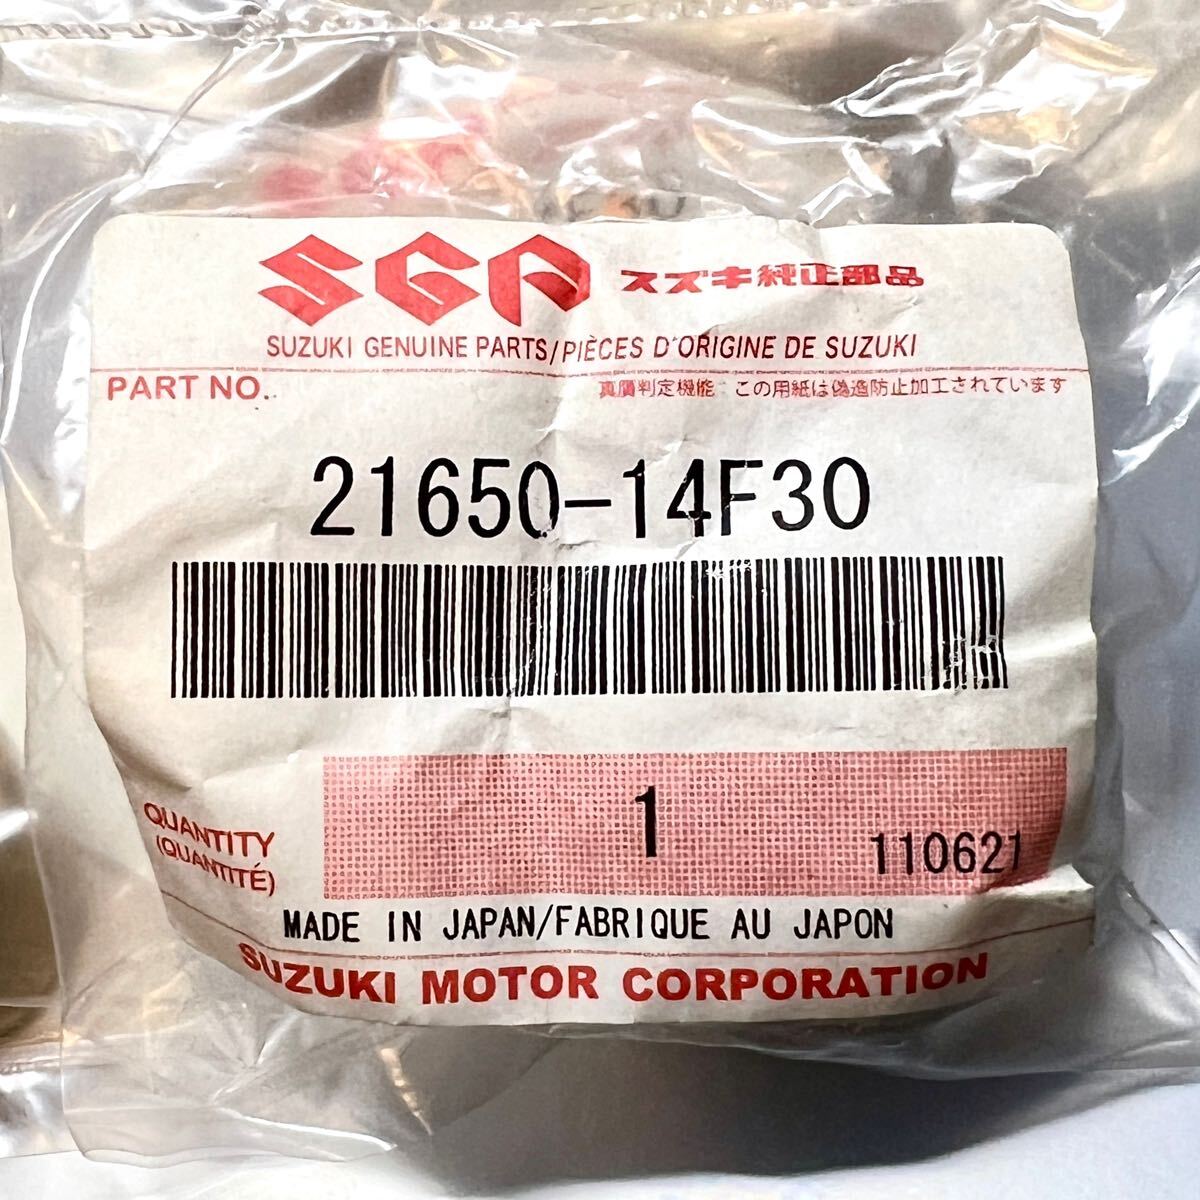 SGP スズキ純正部品
SUZUKI GENUINE PARTS/PIÈCES D'ORIGINE DE SUZUKI
PART NO.
真贋判定機能:この用紙は偽造防止加工されています
21650-14F30
QUANTITY
(QUANTITÉ)
1
110621
MADE IN JAPAN/FABRIQUE AU JAPON
SUZUKI MOTOR CORPORATION